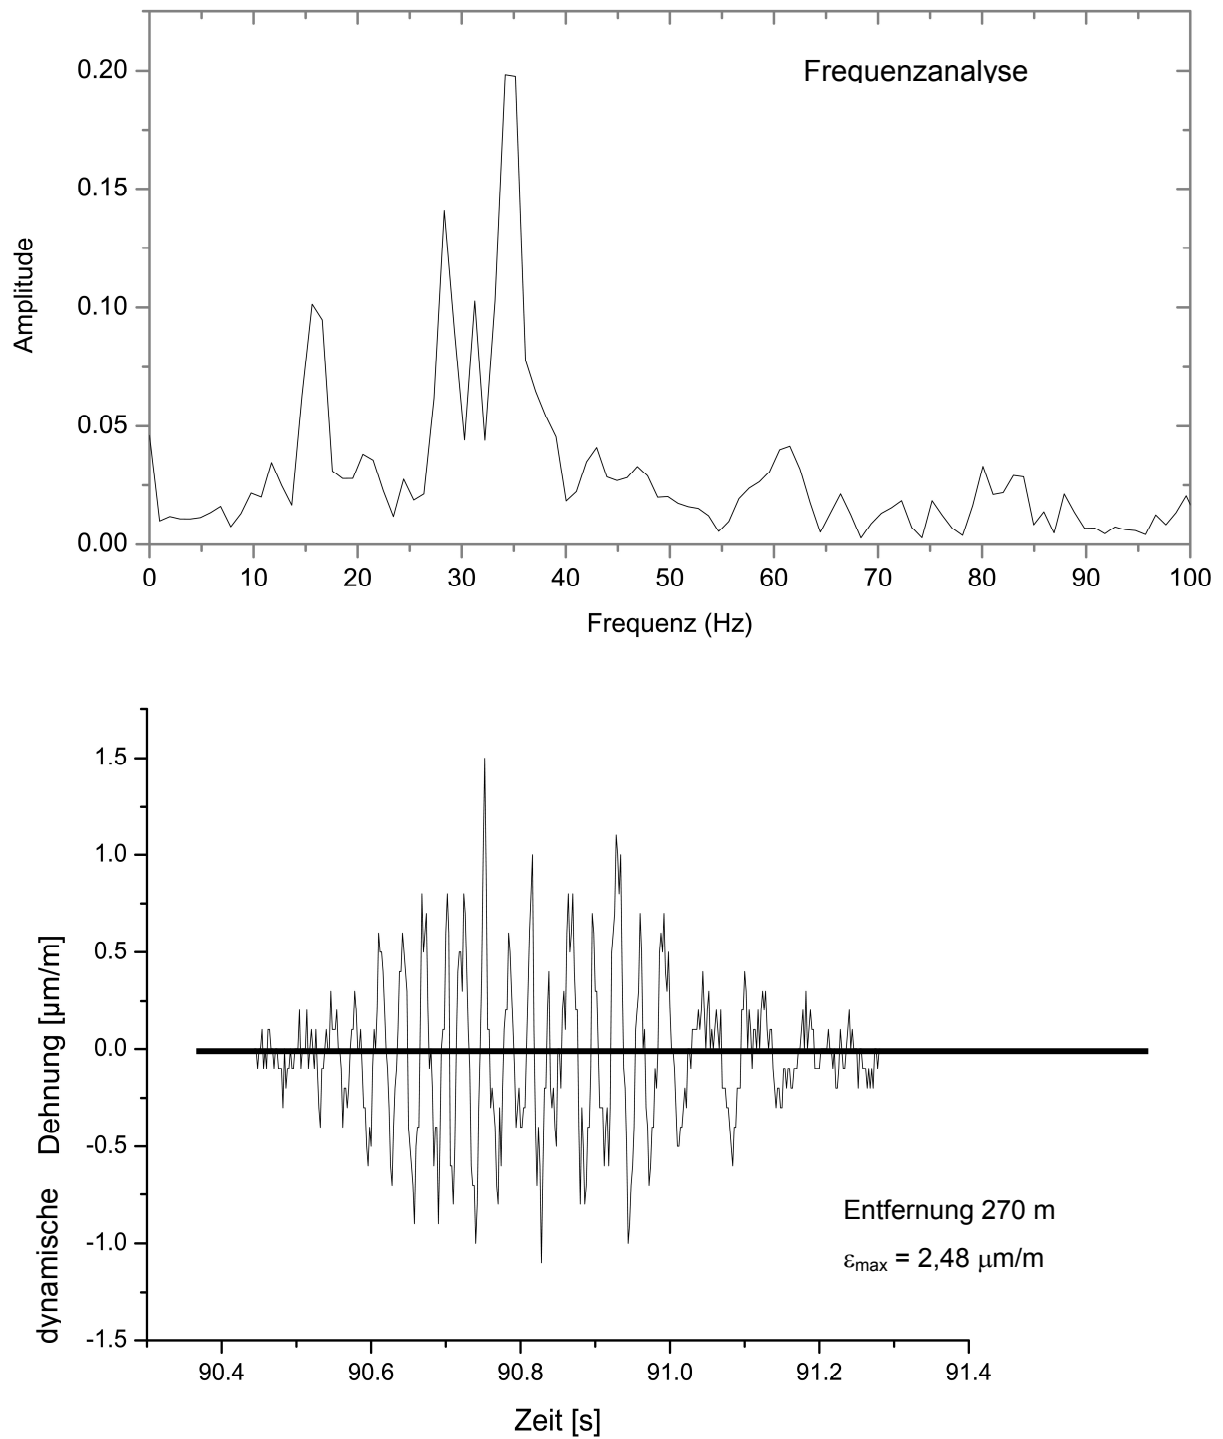 Frequenzanalyse
0.20
0.15
0.10
0.05
0.00
Amplitude
0 10 20 30 40 50 60 70 80 90 100
Frequenz (Hz)
1.5
1.0
0.5
0.0
-0.5
-1.0
-1.5
dynamische Dehnung [µm/m]
Entfernung 270 m
εmax = 2,48 µm/m
90.4 90.6 90.8 91.0 91.2 91.4
Zeit [s]